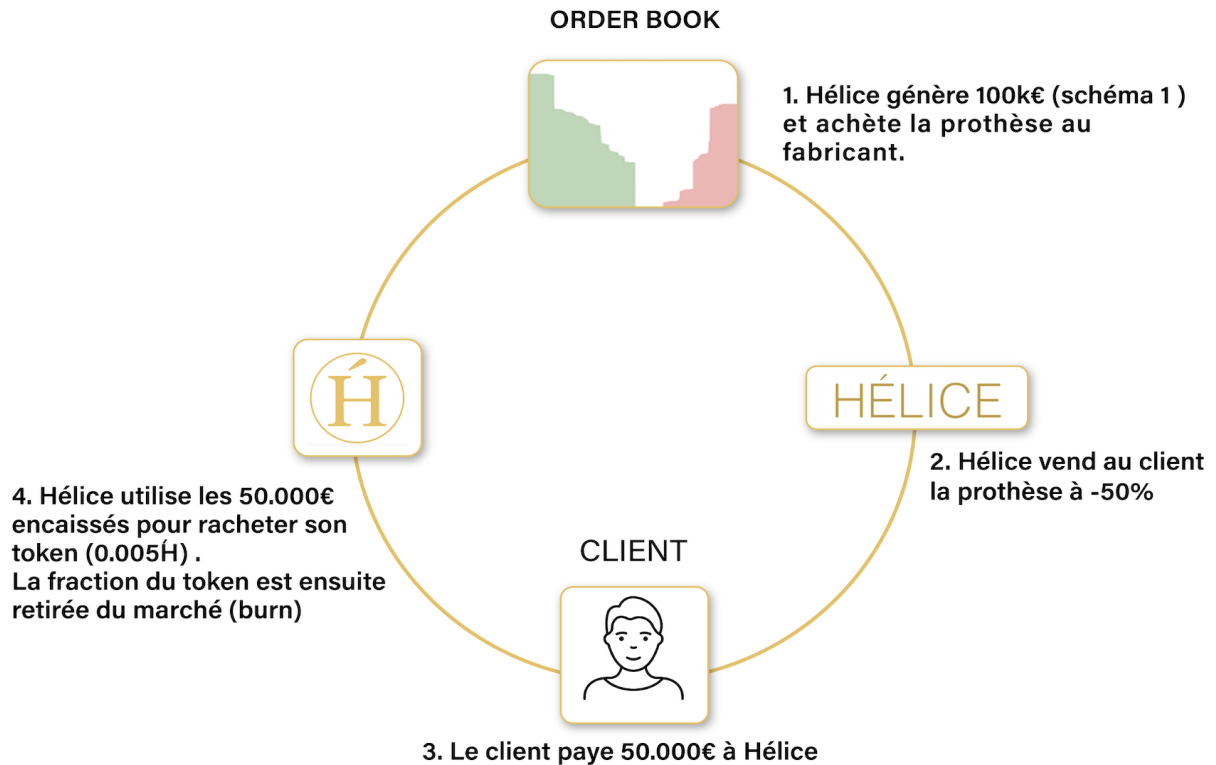 ORDER BOOK
1. Hélice génère 100k€ (schéma 1 )
et achète la prothèse au
fabricant.
HÉLICE
2. Hélice vend au client
la prothèse à -50%
H́
4. Hélice utilise les 50.000€
encaissés pour racheter son
token (0.005H́) .
La fraction du token est ensuite
retirée du marché (burn)
CLIENT
3. Le client paye 50.000€ à Hélice